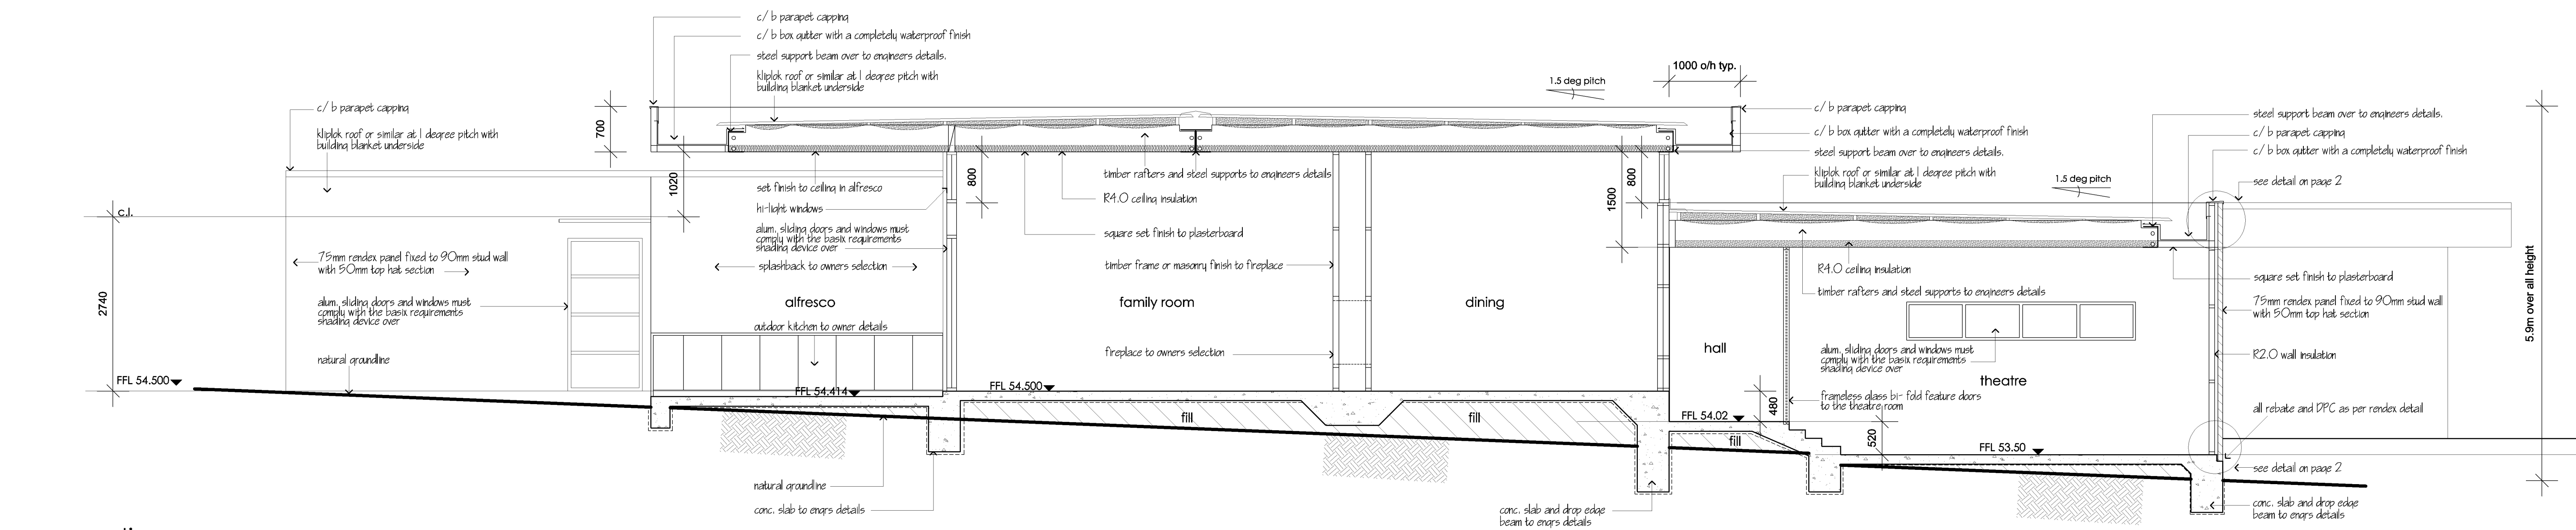 c/ b parapet capping
c/ b box gutter with a completely waterproof finish
steel support beam over to engineers details.
kliplok roof or similar at 1 degree pitch with
building blanket underside
1000 o/h typ.
1.5 deg pitch
c/ b parapet capping
kliplok roof or similar at 1 degree pitch with
building blanket underside
700
c/ b parapet capping
c/ b box gutter with a completely waterproof finish
steel support beam over to engineers details.
kliplok roof or similar at 1 degree pitch with
building blanket underside
1.5 deg pitch
steel support beam over to engineers details.
c/ b parapet capping
c/ b box gutter with a completely waterproof finish
see detail on page 2
1020
800
800
1500
set finish to ceiling in alfresco
hi-light windows
alum. sliding doors and windows must
comply with the basix requirements
shading device over
splashback to owners selection
timber rafters and steel supports to engineers details
R4.0 ceiling insulation
square set finish to plasterboard
timber frame or masonry finish to fireplace
c.l.
2740
75mm rendex panel fixed to 90mm stud wall
with 50mm top hat section
alum. sliding doors and windows must
comply with the basix requirements
shading device over
natural groundline
alfresco
family room
dining
hall
theatre
outdoor kitchen to owner details
fireplace to owners selection
R4.0 ceiling insulation
timber rafters and steel supports to engineers details
alum. sliding doors and windows must
comply with the basix requirements
shading device over
frameless glass bi- fold feature doors
to the theatre room
square set finish to plasterboard
75mm rendex panel fixed to 90mm stud wall
with 50mm top hat section
R2.0 wall insulation
all rebate and DPC as per rendex detail
see detail on page 2
conc. slab and drop edge
beam to engrs details
5.9m over all height
FFL 54.500
FFL 54.414
FFL 54.500
FFL 54.02
FFL 53.50
480
520
fill
fill
fill
natural groundline
conc. slab to engrs details
conc. slab and drop edge
beam to engrs details